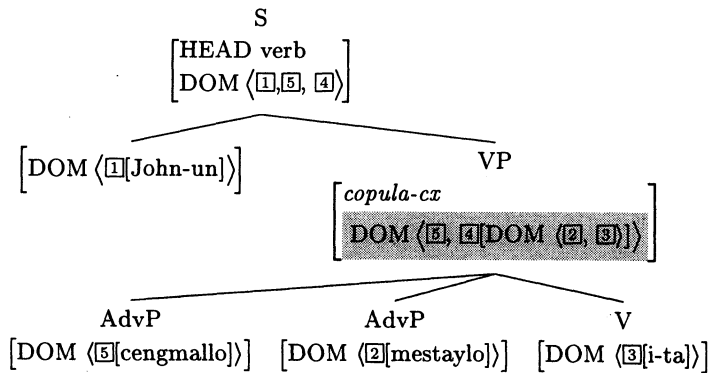 S
[HEAD verb
DOM ⟨[1],[5], [4]⟩]
[DOM ⟨[1][John-un]⟩]
VP
[copula-cx
DOM ⟨[5], [4][DOM ⟨[2], [3]⟩]⟩]
AdvP AdvP V
[DOM ⟨[5][cengmallo]⟩] [DOM ⟨[2][mestaylo]⟩] [DOM ⟨[3][i-ta]⟩]